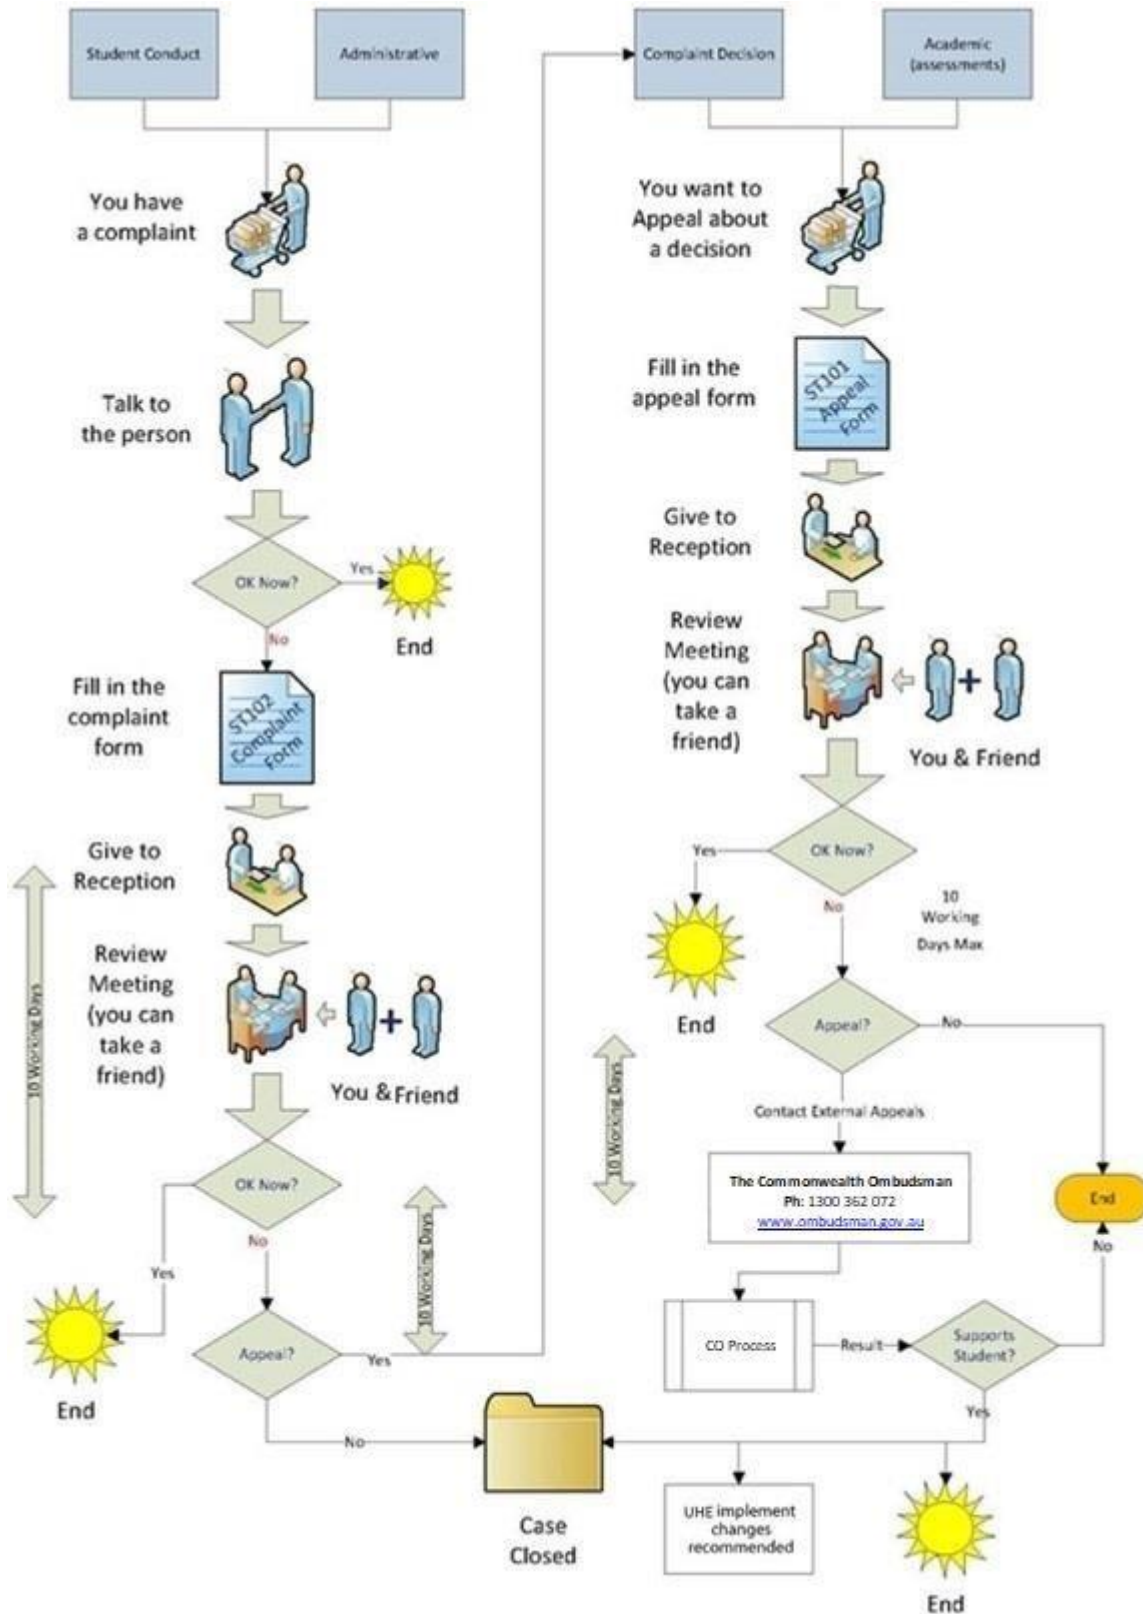 Student Conduct
Administrative
Complaint Decision
Academic
(assessments)
You have
a complaint
Talk to
the person
OK Now?
Yes
End
No
Fill in the
complaint
form
ST102
Complaint
Form
Give to
Reception
Review
Meeting
(you can
take a
friend)
You & Friend
10 Working Days
OK Now?
No
Yes
End
10 Working Days
Appeal?
Yes
No
Case
Closed
You want to
Appeal about
a decision
Fill in the
appeal form
ST101
Appeal
Form
Give to
Reception
Review
Meeting
(you can
take a
friend)
You & Friend
OK Now?
Yes
End
No
10
Working
Days Max
Appeal?
No
10 Working Days
Contact External Appeals
The Commonwealth Ombudsman
Ph: 1300 362 072
www.ombudsman.gov.au
End
No
CO Process
Result
Supports
Student?
Yes
UHE implement
changes
recommended
End